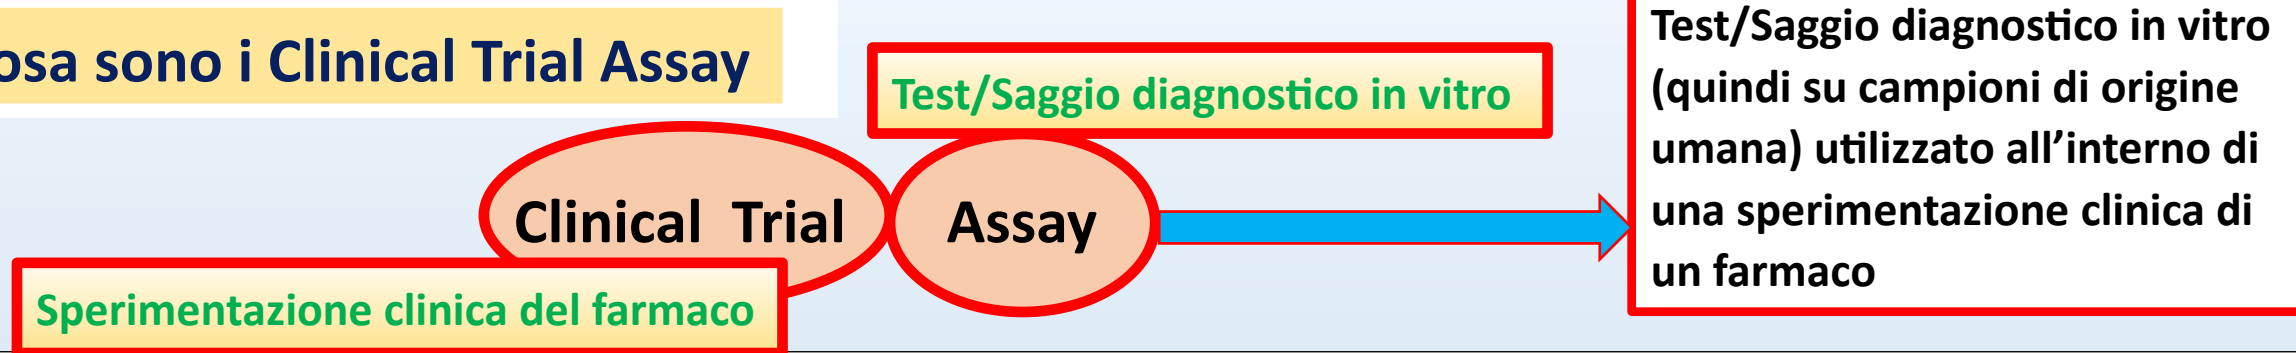 osa sono i Clinical Trial Assay
Test/Saggio diagnostico in vitro
Clinical Trial
Assay
Sperimentazione clinica del farmaco
Test/Saggio diagnostico in vitro
(quindi su campioni di origine
umana) utilizzato all’interno di
una sperimentazione clinica di
un farmaco